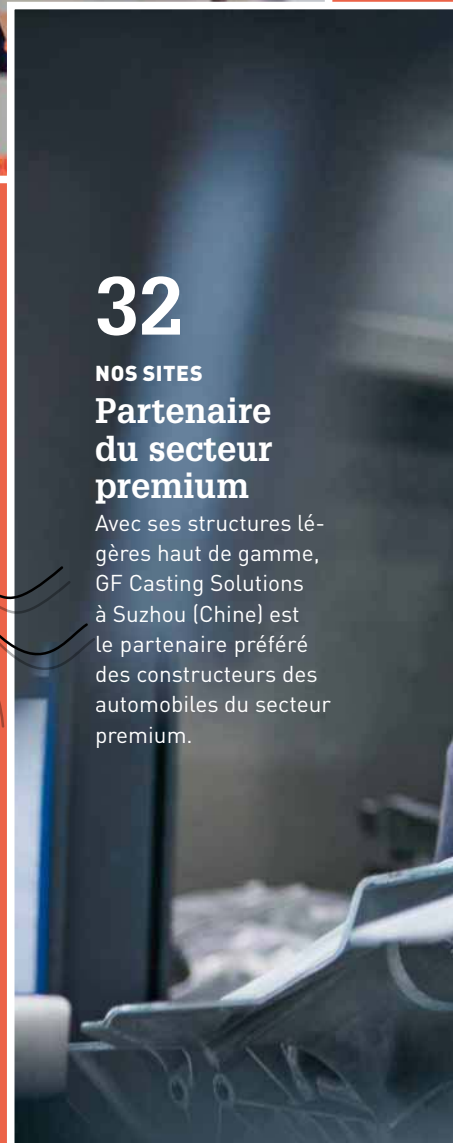 32
NOS SITES
Partenaire
du secteur
premium
Avec ses structures lé-
gères haut de gamme,
GF Casting Solutions
à Suzhou (Chine) est
le partenaire préféré
des constructeurs des
automobiles du secteur
premium.